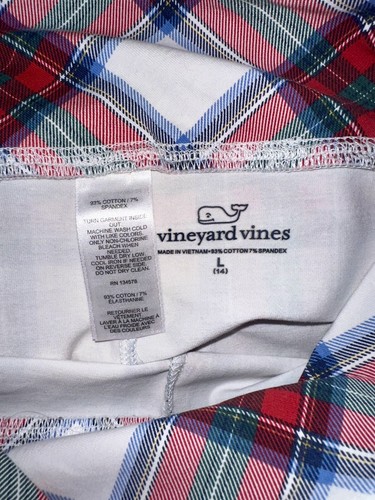 93% COTTON / 7%
SPANDEX
TURN GARMENT INSIDE
OUT
MACHINE WASH COLD
WITH LIKE COLORS.
ONLY NON-CHLORINE
BLEACH WHEN
NEEDED.
TUMBLE DRY LOW
COOL IRON IF NEEDED
ON REVERSE SIDE.
DO NOT DRY CLEAN.
RN 134575
93% COTON / 7%
ELASTHANNE
RETOURNER LE
VÊTEMENT.
LAVER À LA MACHINE À
L'EAU FROIDE AVEC
DES COULEURS
vineyard vines
MADE IN VIETNAM•93% COTTON 7% SPANDEX
L
(14)